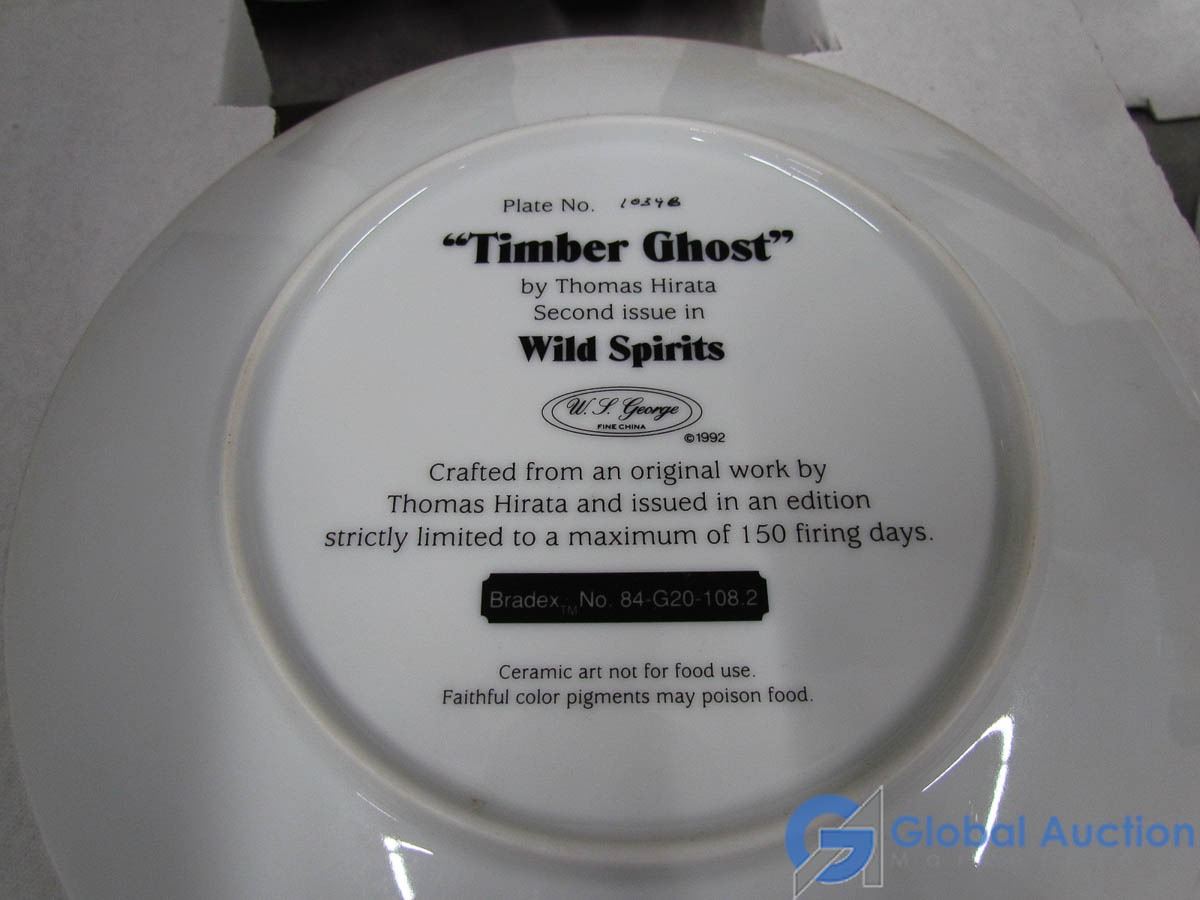 Plate No. 1034B
“Timber Ghost”
by Thomas Hirata
Second issue in
Wild Spirits
W. S. George
FINE CHINA
©1992
Crafted from an original work by
Thomas Hirata and issued in an edition
strictly limited to a maximum of 150 firing days.
Bradex™ No. 84-G20-108.2
Ceramic art not for food use.
Faithful color pigments may poison food.
Global Auction